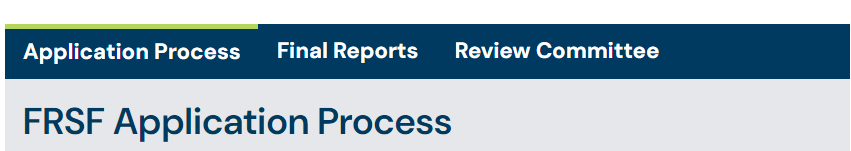 Application Process Final Reports Review Committee
FRSF Application Process